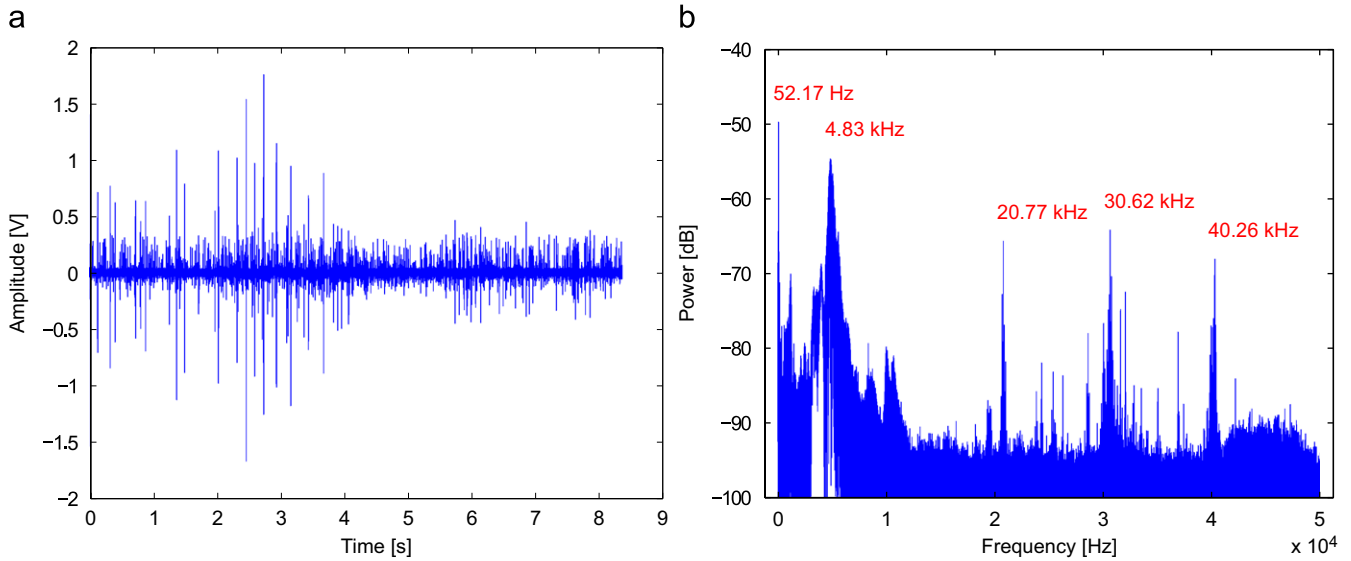 a
2
1.5
1
0.5
0
−0.5
−1
−1.5
−2
Amplitude [V]
0 1 2 3 4 5 6 7 8 9
Time [s]
b
−40
−50
−60
−70
−80
−90
−100
Power [dB]
52.17 Hz
4.83 kHz
20.77 kHz
30.62 kHz
40.26 kHz
0 1 2 3 4 5
Frequency [Hz]
x 10⁴